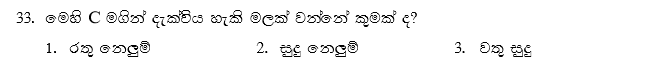 33. මෙහි C මගින් දැක්විය හැකි මලක් වන්නේ කුමක් ද?
1. රතු නෙලුම් 2. සුදු නෙලුම් 3. වතු සුදු